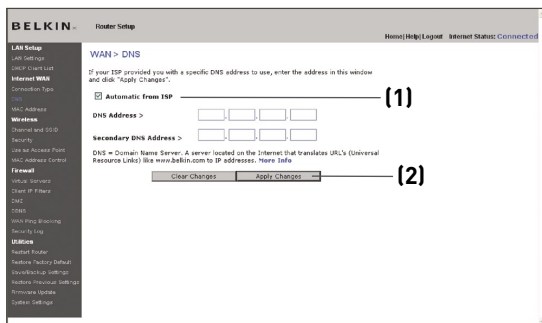 BELKIN
Router Setup
Home|Help|Logout Internet Status: Connected
LAN Setup
LAN Settings
DHCP Client List
Internet WAN
Connection Type
DNS
MAC Address
Wireless
Channel and SSID
Security
Use as Access Point
MAC Address Control
Firewall
Virtual Servers
Client IP Filters
DMZ
DDNS
WAN Ping Blocking
Security Log
Utilities
Restart Router
Restore Factory Default
Save/Backup Settings
Restore Previous Settings
Firmware Update
System Settings
WAN > DNS
If your ISP provided you with a specific DNS address to use, enter the address in this window
and click "Apply Changes".
Automatic from ISP
(1)
DNS Address >
Secondary DNS Address >
DNS = Domain Name Server. A server located on the Internet that translates URL's (Universal
Resource Links) like www.belkin.com to IP addresses. More Info
Clear Changes Apply Changes
(2)